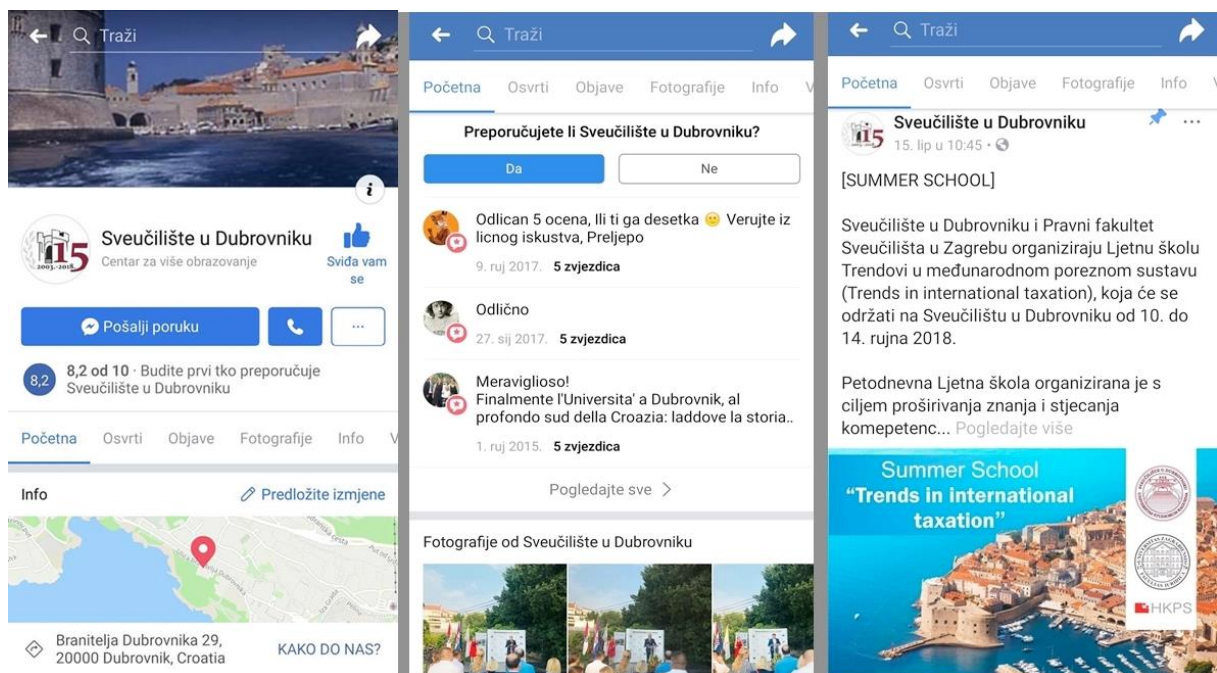 Traži
Sveučilište u Dubrovniku
Centar za više obrazovanje
Sviđa vam
se
15
2003.-2018.
Pošalji poruku
...
8,2
8,2 od 10 · Budite prvi tko preporučuje
Sveučilište u Dubrovniku
Početna Osvrti Objave Fotografije Info V
Info
Predložite izmjene
Branitelja Dubrovnika 29,
20000 Dubrovnik, Croatia
KAKO DO NAS?
Traži
Početna Osvrti Objave Fotografije Info V
Preporučujete li Sveučilište u Dubrovniku?
Da
Ne
Odlican 5 ocena, Ili ti ga desetka 🙂 Verujte iz
licnog iskustva, Preljepo
9. ruj 2017. 5 zvjezdica
Odlično
27. sij 2017. 5 zvjezdica
Meraviglioso!
Finalmente l'Universita' a Dubrovnik, al
profondo sud della Croazia: laddove la storia..
1. ruj 2015. 5 zvjezdica
Pogledajte sve >
Fotografije od Sveučilište u Dubrovniku
Traži
Početna Osvrti Objave Fotografije Info
15
Sveučilište u Dubrovniku
15. lip u 10:45 ·
[SUMMER SCHOOL]
Sveučilište u Dubrovniku i Pravni fakultet
Sveučilišta u Zagrebu organiziraju Ljetnu školu
Trendovi u međunarodnom poreznom sustavu
(Trends in international taxation), koja će se
održati na Sveučilištu u Dubrovniku od 10. do
14. rujna 2018.
Petodnevna Ljetna škola organizirana je s
ciljem proširivanja znanja i stjecanja
komepetenc... Pogledajte više
Summer School
“Trends in international
taxation”
HKPS